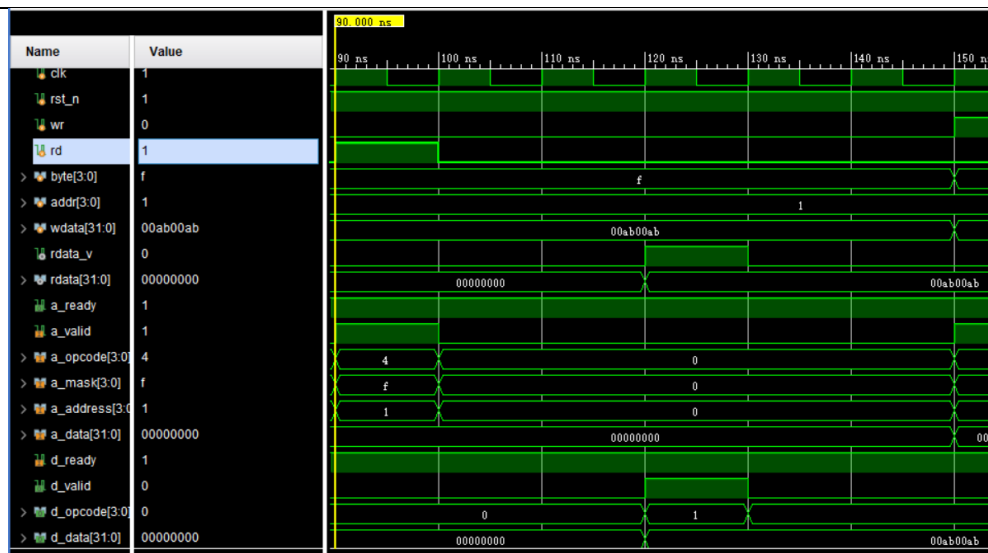 90.000 ns
Name Value
90 ns 100 ns 110 ns 120 ns 130 ns 140 ns 150 n
clk 1
rst_n 1
wr 0
rd 1
byte[3:0] f f
addr[3:0] 1 1
wdata[31:0] 00ab00ab 00ab00ab
rdata_v 0
rdata[31:0] 00000000 00000000 00ab00ab
a_ready 1
a_valid 1
a_opcode[3:0] 4 4 0
a_mask[3:0] f f 0
a_address[3:0 1 1 0
a_data[31:0] 00000000 00000000 00
d_ready 1
d_valid 0
d_opcode[3:0] 0 0 1
d_data[31:0] 00000000 00000000 00ab00ab